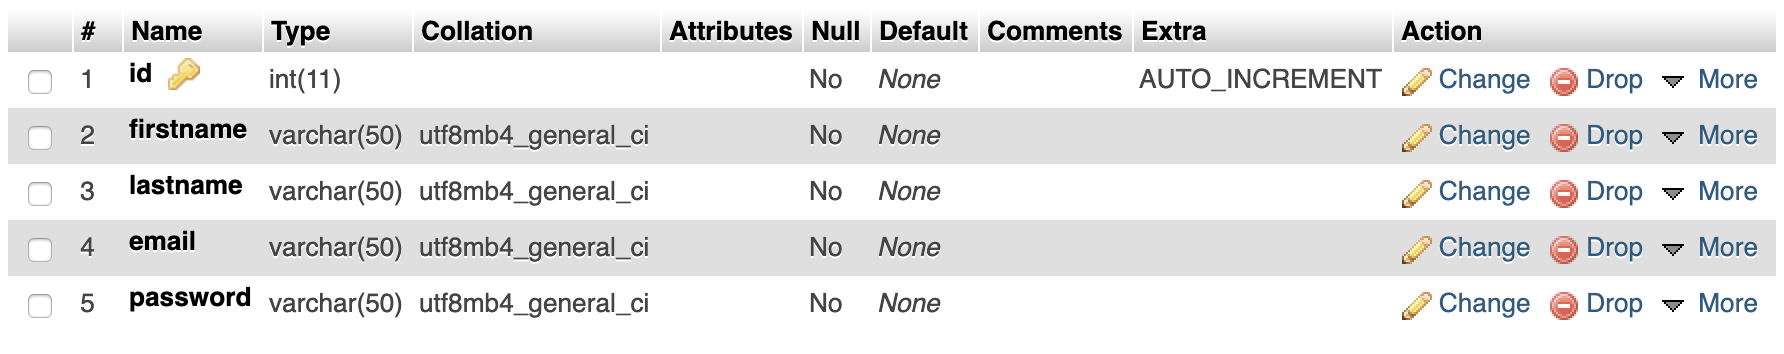 # Name Type Collation Attributes Null Default Comments Extra Action
1 id int(11) No None AUTO_INCREMENT Change Drop More
2 firstname varchar(50) utf8mb4_general_ci No None Change Drop More
3 lastname varchar(50) utf8mb4_general_ci No None Change Drop More
4 email varchar(50) utf8mb4_general_ci No None Change Drop More
5 password varchar(50) utf8mb4_general_ci No None Change Drop More